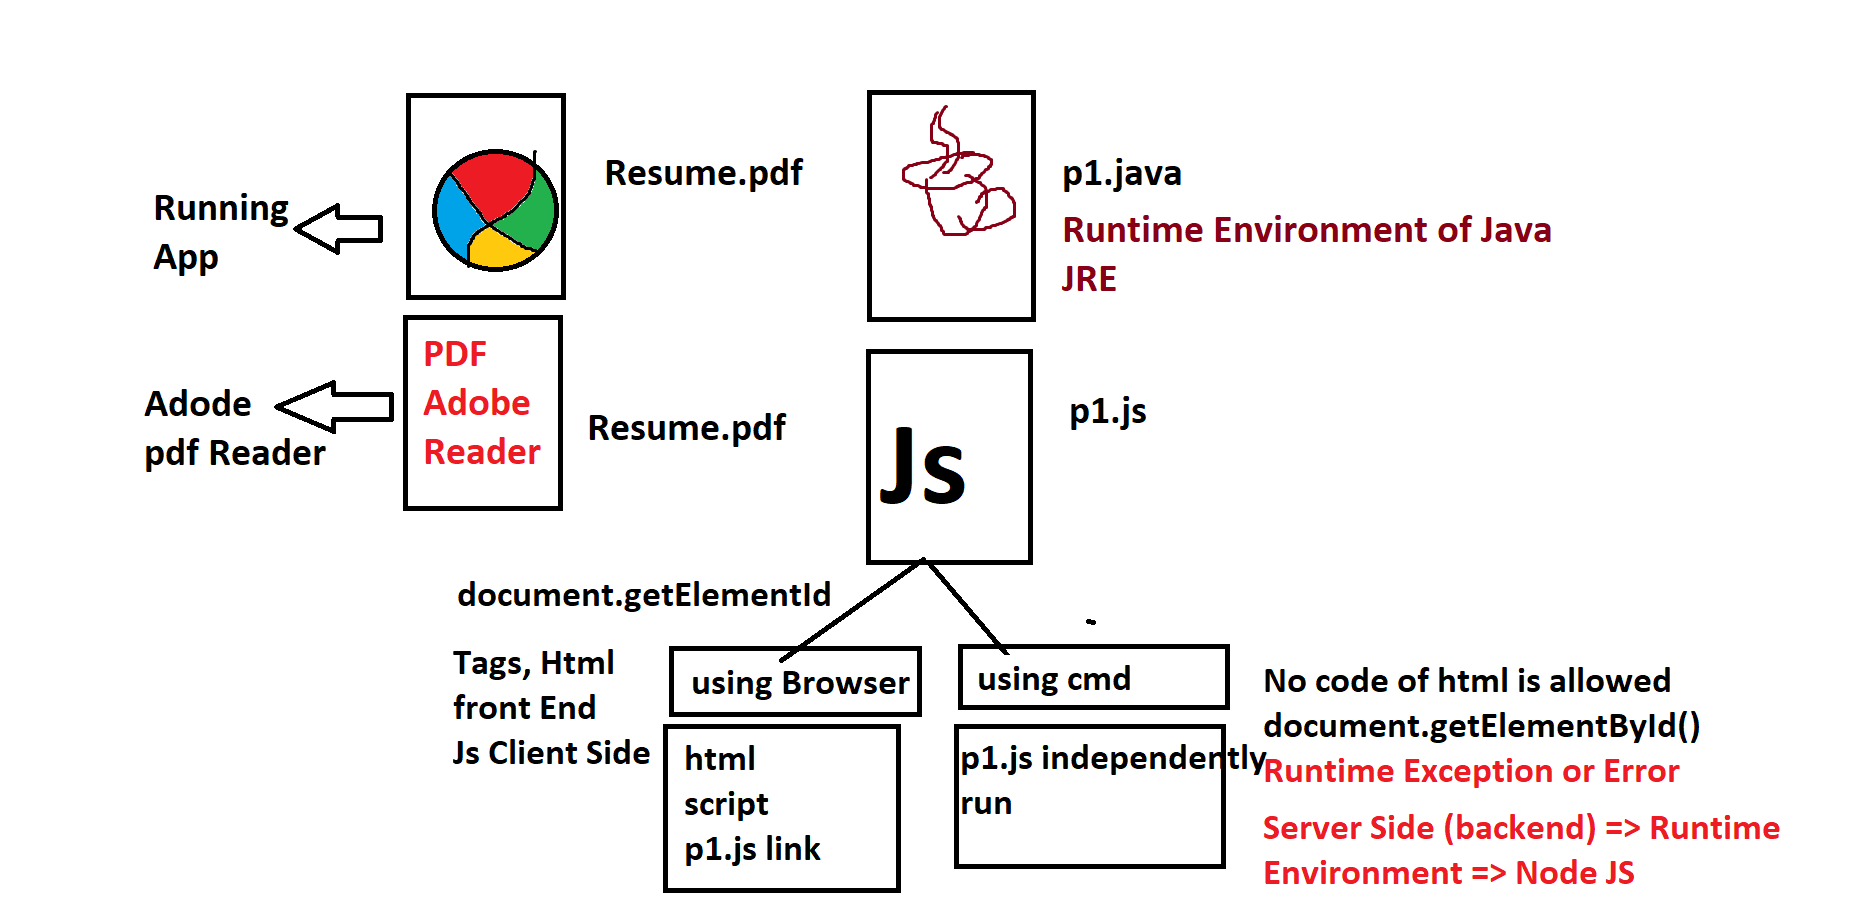 Resume.pdf
Running
App
PDF
Adobe
Reader
Adode
pdf Reader
Resume.pdf
p1.java
Runtime Environment of Java
JRE
Js
p1.js
document.getElementId
Tags, Html
front End
Js Client Side
using Browser
html
script
p1.js link
using cmd
p1.js independently
run
No code of html is allowed
document.getElementById()
Runtime Exception or Error
Server Side (backend) => Runtime
Environment => Node JS